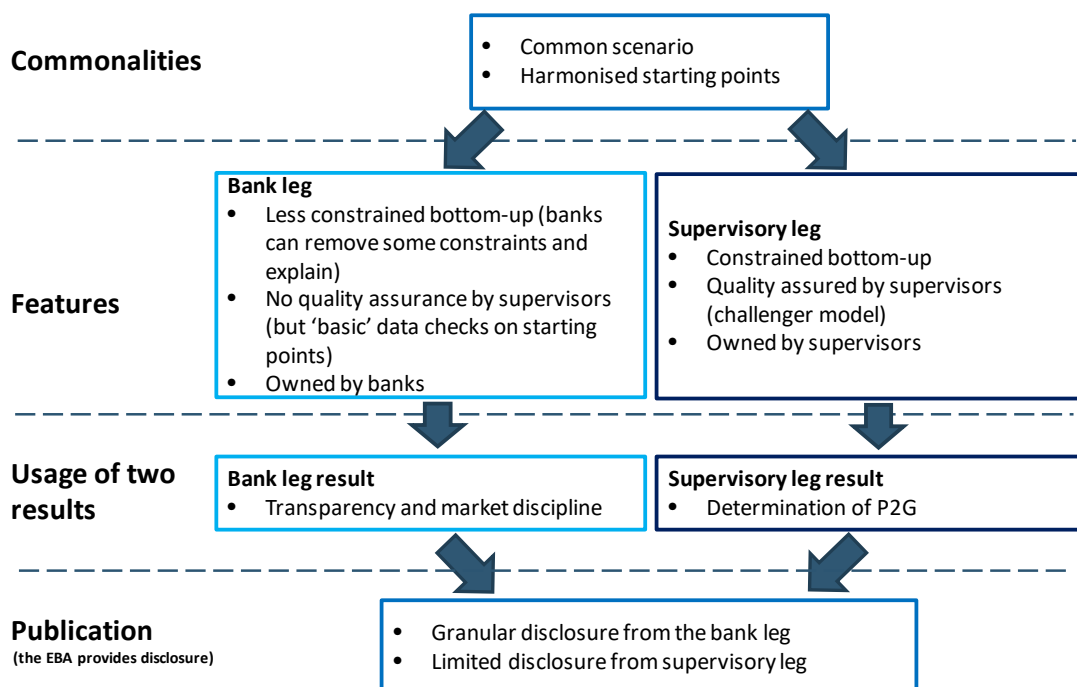 Commonalities
• Common scenario
• Harmonised starting points
Features
Bank leg
• Less constrained bottom-up (banks
can remove some constraints and
explain)
• No quality assurance by supervisors
(but ‘basic’ data checks on starting
points)
• Owned by banks
Supervisory leg
• Constrained bottom-up
• Quality assured by supervisors
(challenger model)
• Owned by supervisors
Usage of two
results
Bank leg result
• Transparency and market discipline
Supervisory leg result
• Determination of P2G
Publication
(the EBA provides disclosure)
• Granular disclosure from the bank leg
• Limited disclosure from supervisory leg